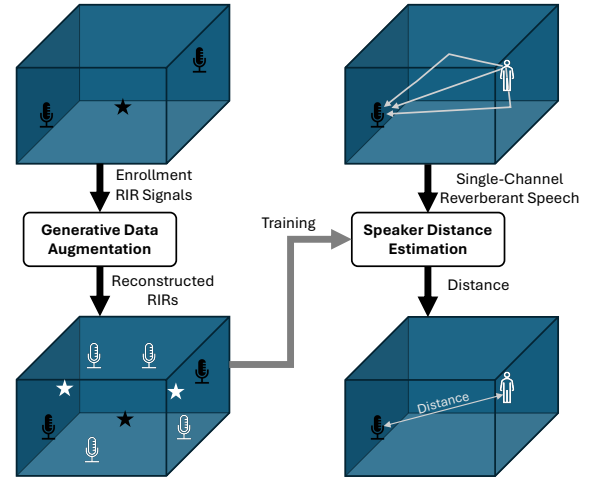 Enrollment
RIR Signals
Generative Data
Augmentation
Reconstructed
RIRs
Training
Single-Channel
Reverberant Speech
Speaker Distance
Estimation
Distance
Distance